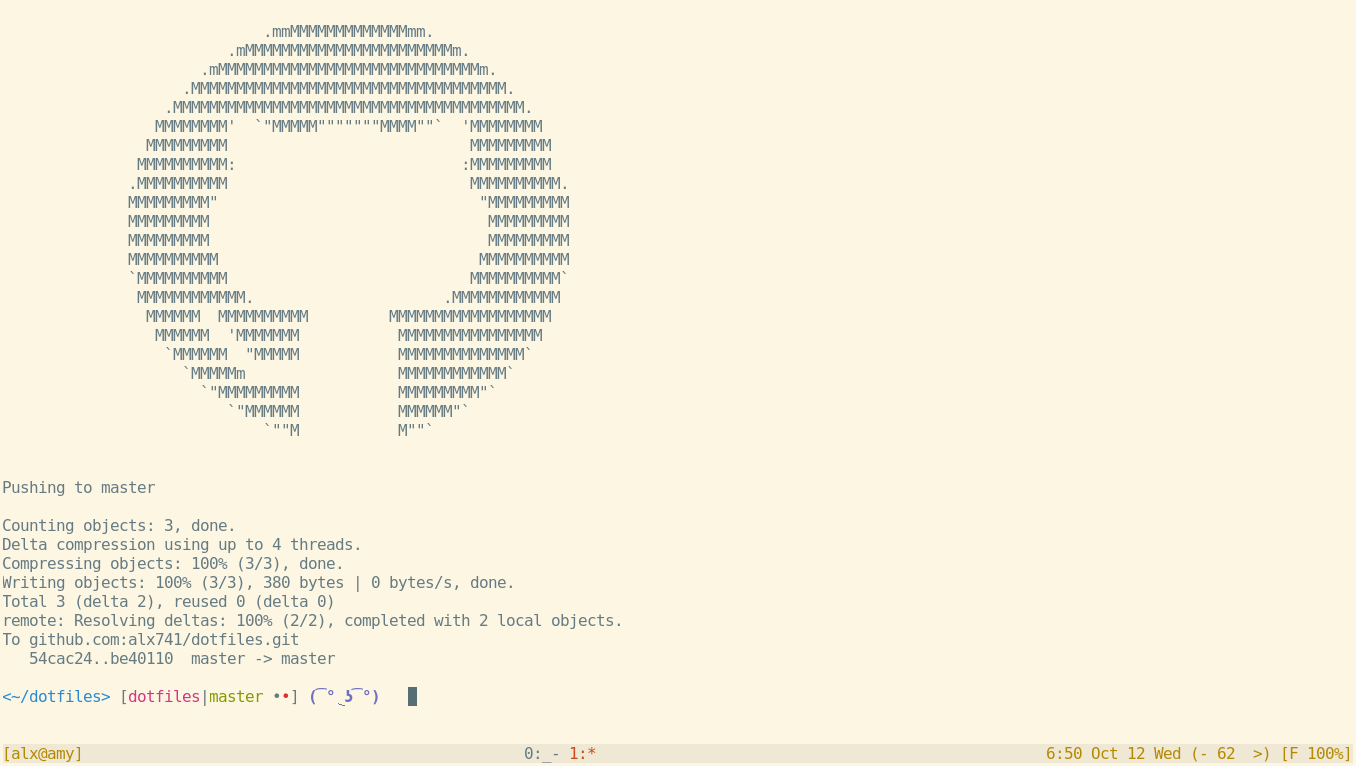 .mmMMMMMMMMMMMMMmm.
                         .mMMMMMMMMMMMMMMMMMMMMMMMm.
                      .mMMMMMMMMMMMMMMMMMMMMMMMMMMMMMm.
                    .MMMMMMMMMMMMMMMMMMMMMMMMMMMMMMMMMMM.
                  .MMMMMMMMMMMMMMMMMMMMMMMMMMMMMMMMMMMMMMM.
                 MMMMMMMM'  `"MMMMM"""""""MMMM""`  'MMMMMMMM
                MMMMMMMMM                           MMMMMMMMM
               MMMMMMMMMM:                         :MMMMMMMMM
              .MMMMMMMMMM                           MMMMMMMMMM.
              MMMMMMMMM"                             "MMMMMMMMM
              MMMMMMMMM                               MMMMMMMMM
              MMMMMMMMM                               MMMMMMMMM
              MMMMMMMMMM                             MMMMMMMMMM
              `MMMMMMMMMM                           MMMMMMMMMM`
               MMMMMMMMMMMM.                     .MMMMMMMMMMMM
                MMMMMM  MMMMMMMMMM         MMMMMMMMMMMMMMMMMM
                 MMMMMM  'MMMMMMM           MMMMMMMMMMMMMMMM
                  `MMMMMM  "MMMMM           MMMMMMMMMMMMMM`
                    `MMMMMm                 MMMMMMMMMMMM`
                      `"MMMMMMMMM           MMMMMMMMM"`
                         `"MMMMMM           MMMMMM"`
                             `""M           M""`
Pushing to master
Counting objects: 3, done.
Delta compression using up to 4 threads.
Compressing objects: 100% (3/3), done.
Writing objects: 100% (3/3), 380 bytes | 0 bytes/s, done.
Total 3 (delta 2), reused 0 (delta 0)
remote: Resolving deltas: 100% (2/2), completed with 2 local objects.
To github.com:alx741/dotfiles.git
   54cac24..be40110  master -> master
<~/dotfiles> [dotfiles|master ••] ( ͡° ͜ʖ ͡°)
[alx@amy] 0:_- 1:* 6:50 Oct 12 Wed (- 62  >) [F 100%]